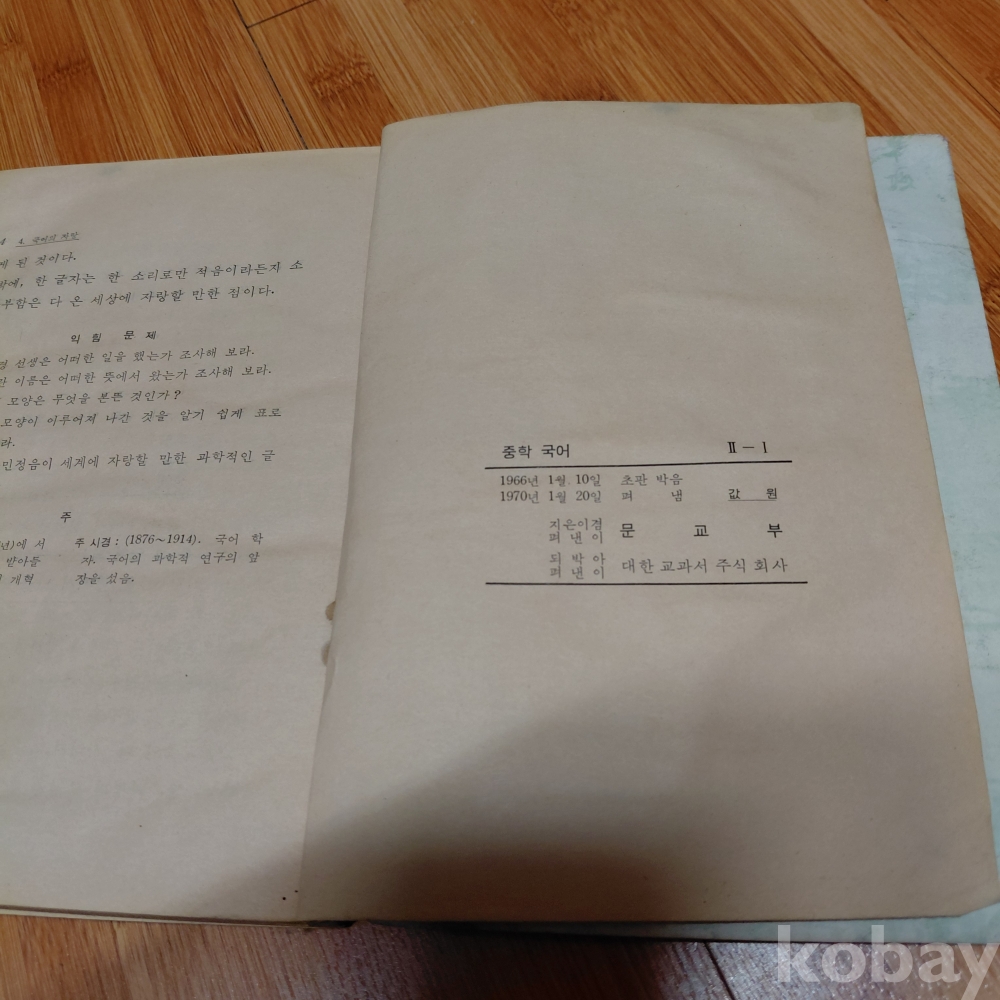 4. 국어의 자랑
게 된 것이다.
한 글자는 한 소리로만 적음이라든지 소
부함은 다 온 세상에 자랑할 만한 점이다.
익힘 문제
선생은 어떠한 일을 했는가 조사해 보라.
이름은 어떠한 뜻에서 왔는가 조사해 보라.
모양은 무엇을 본뜬 것인가?
모양이 이루어져 나간 것을 알기 쉽게 표로
라.
민정음이 세계에 자랑할 만한 과학적인 글
주
년)에 서
받아들
개혁
주 시경: (1876~1914). 국어 학
자. 국어의 과학적 연구의 앞
장을 섰음.
중학 국어 Ⅱ-Ⅰ
1966년 1월 10일 초판 박음
1970년 1월 20일 펴 냄 값 원
지은이겸
펴 낸 이 문 교 부
되 박 아
펴 낸 이 대한 교과서 주식 회사
kobay